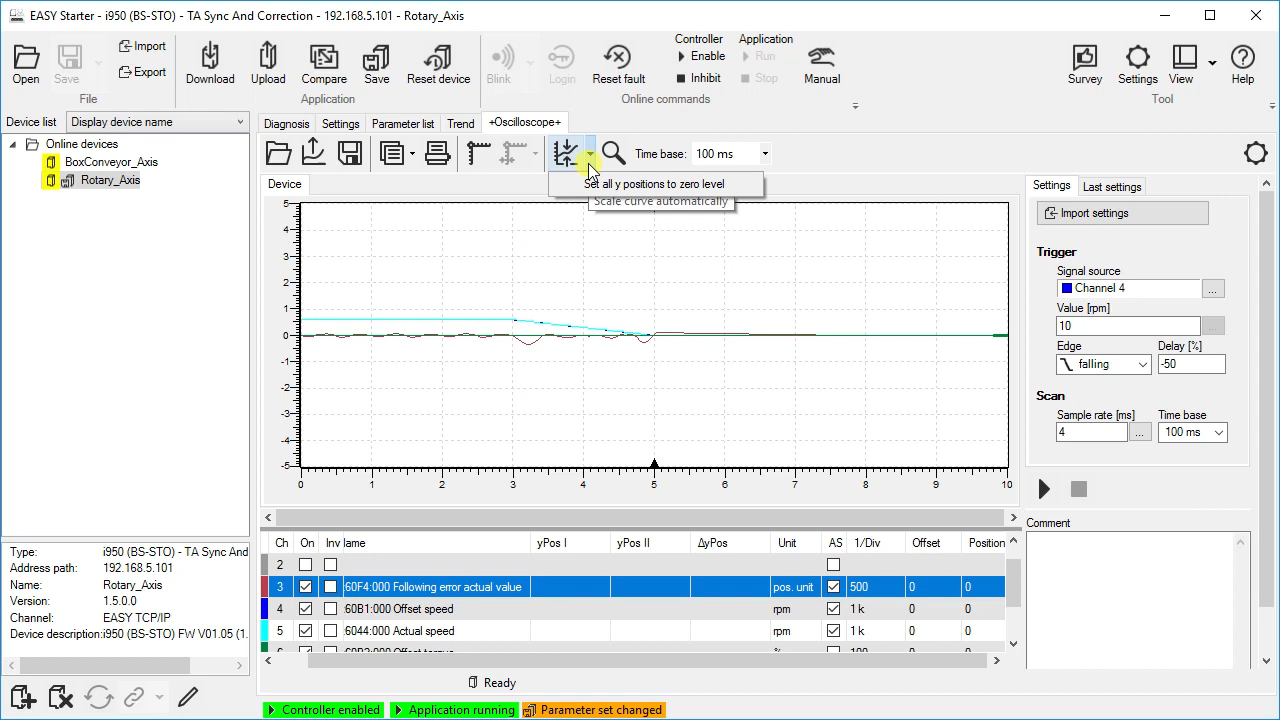 EASY Starter - i950 (BS-STO) – TA Sync And Correction - 192.168.5.101 - Rotary_Axis
Open
Save
Import
Export
File
Download
Upload
Compare
Save
Reset device
Application
Blink
Login
Reset fault
Controller
Enable
Inhibit
Application
Run
Stop
Manual
Online commands
Survey
Settings
View
Help
Tool
Device list
Display device name
Online devices
BoxConveyor_Axis
Rotary_Axis
Diagnosis
Settings
Parameter list
Trend
+Oscilloscope+
Time base:
100 ms
Set all y positions to zero level
Scale curve automatically
Device
5
4
3
2
1
0
-1
-2
-3
-4
-5
0 1 2 3 4 5 6 7 8 9 10
Settings
Last settings
Import settings
Trigger
Signal source
Channel 4
...
Value [rpm]
10
...
Edge
Delay [%]
falling
-50
Scan
Sample rate [ms]
Time base
4
...
100 ms
Comment
Ch On Inv lame yPos I yPos II ΔyPos Unit AS 1/Div Offset Position
2
3 60F4:000 Following error actual value pos. unit 500 0 0
4 60B1:000 Offset speed rpm 1 k 0 0
5 6044:000 Actual speed rpm 1 k 0 0
Ready
Type: i950 (BS-STO) - TA Sync And
Address path: 192.168.5.101
Name: Rotary_Axis
Version: 1.5.0.0
Channel: EASY TCP/IP
Device description:i950 (BS-STO) FW V01.05 (1.
Controller enabled
Application running
Parameter set changed